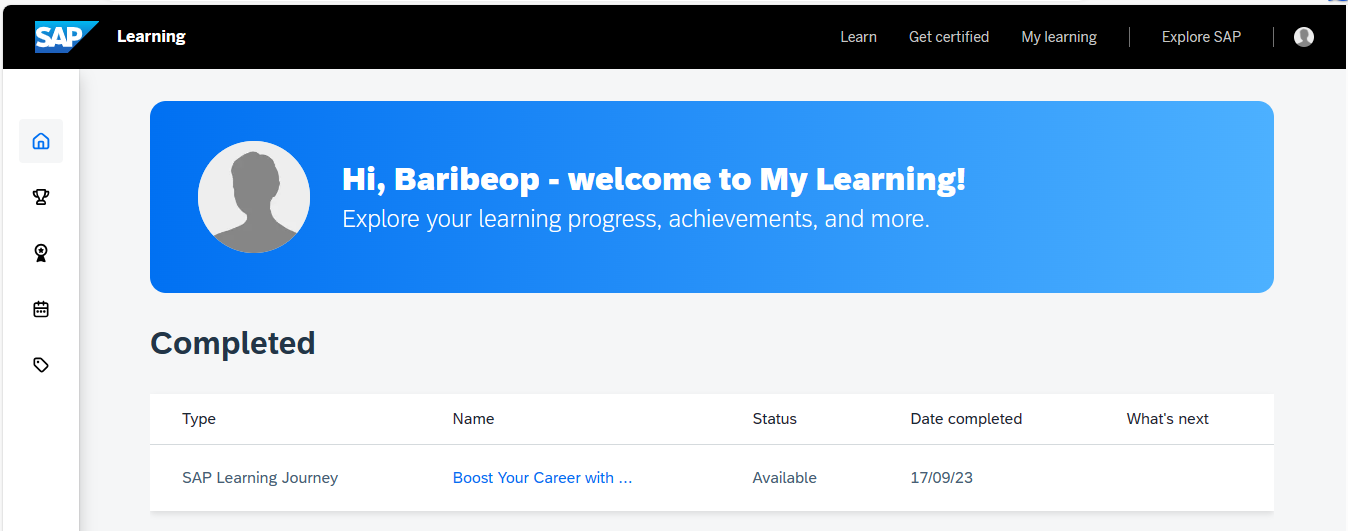 SAP Learning Learn Get certified My learning Explore SAP
Hi, Baribeop - welcome to My Learning!
Explore your learning progress, achievements, and more.
Completed
Type Name Status Date completed What's next
SAP Learning Journey Boost Your Career with ... Available 17/09/23